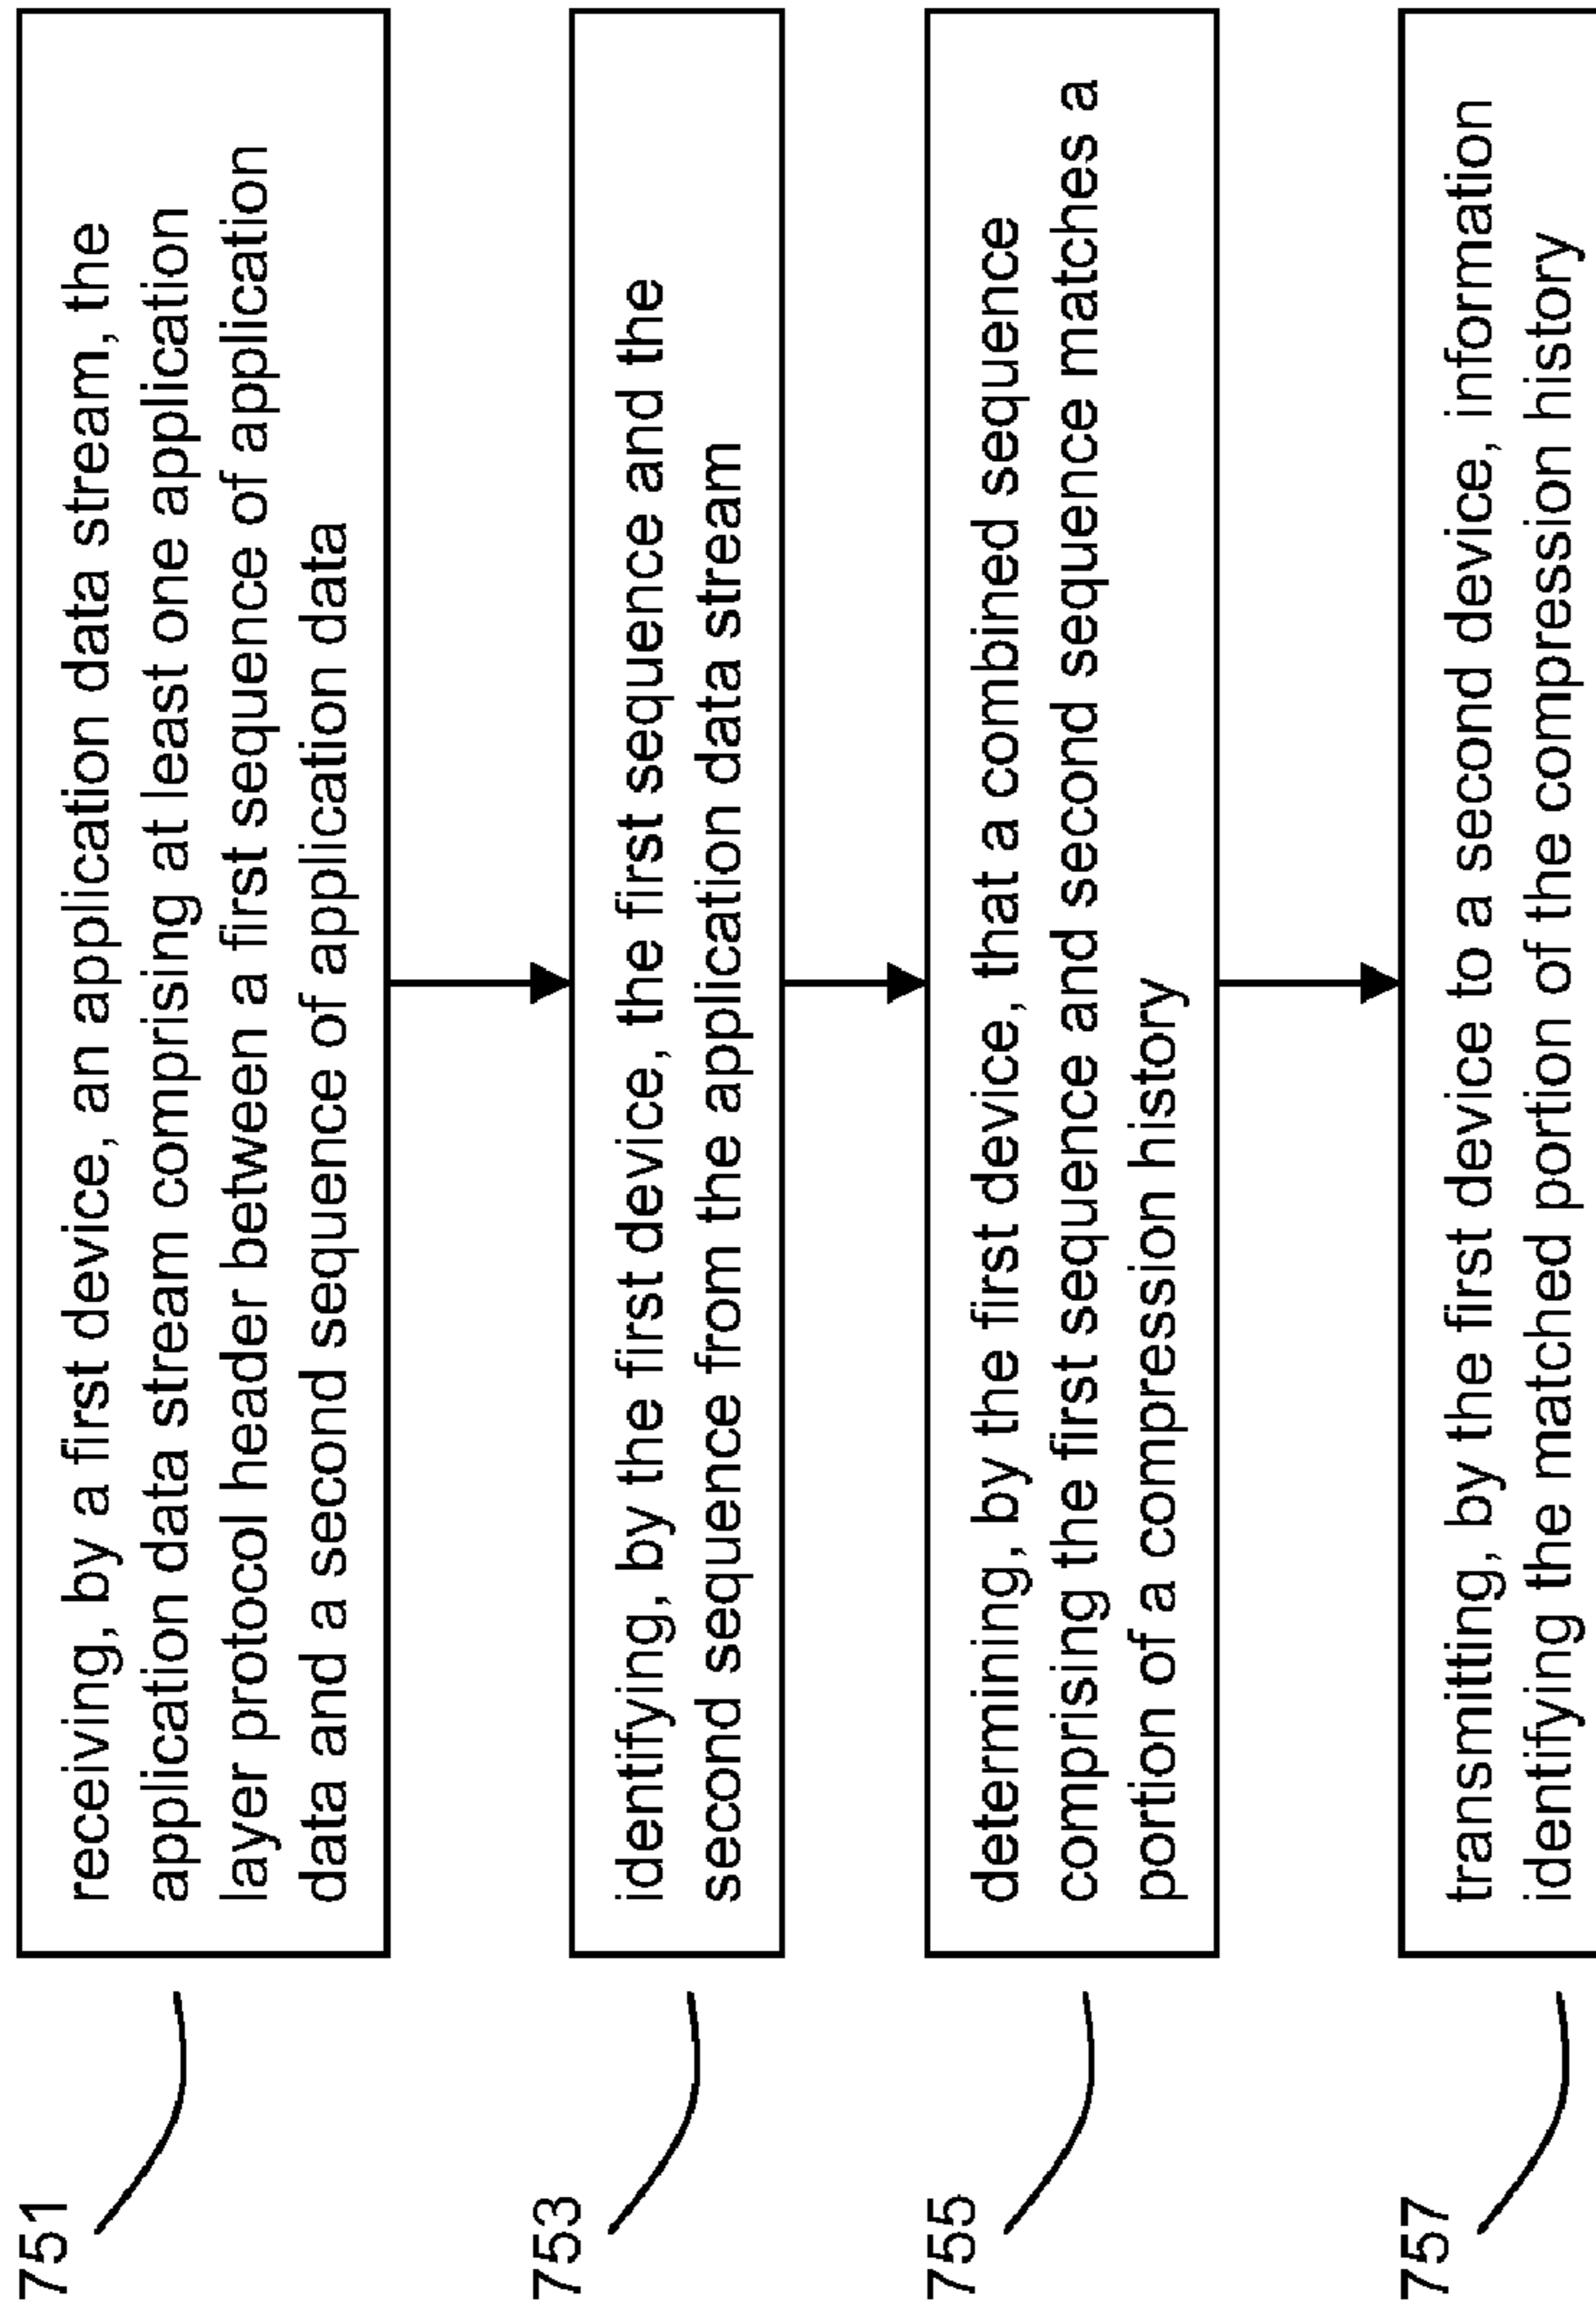 751
receiving, by a first device, an application data stream, the
application data stream comprising at least one application
layer protocol header between a first sequence of application
data and a second sequence of application data
753
identifying, by the first device, the first sequence and the
second sequence from the application data stream
755
determining, by the first device, that a combined sequence
comprising the first sequence and second sequence matches a
portion of a compression history
757
transmitting, by the first device to a second device, information
identifying the matched portion of the compression history